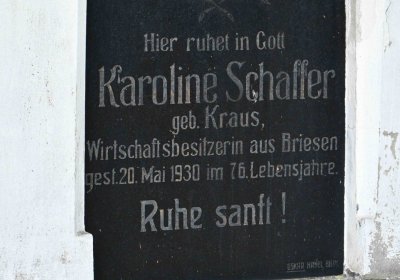 Hier ruhet in Gott
Karoline Schaffer
geb. Kraus,
Wirtschaftsbesitzerin aus Briesen
gest. 20. Mai 1930 im 76. Lebensjahre.
Ruhe sanft!
OSKAR